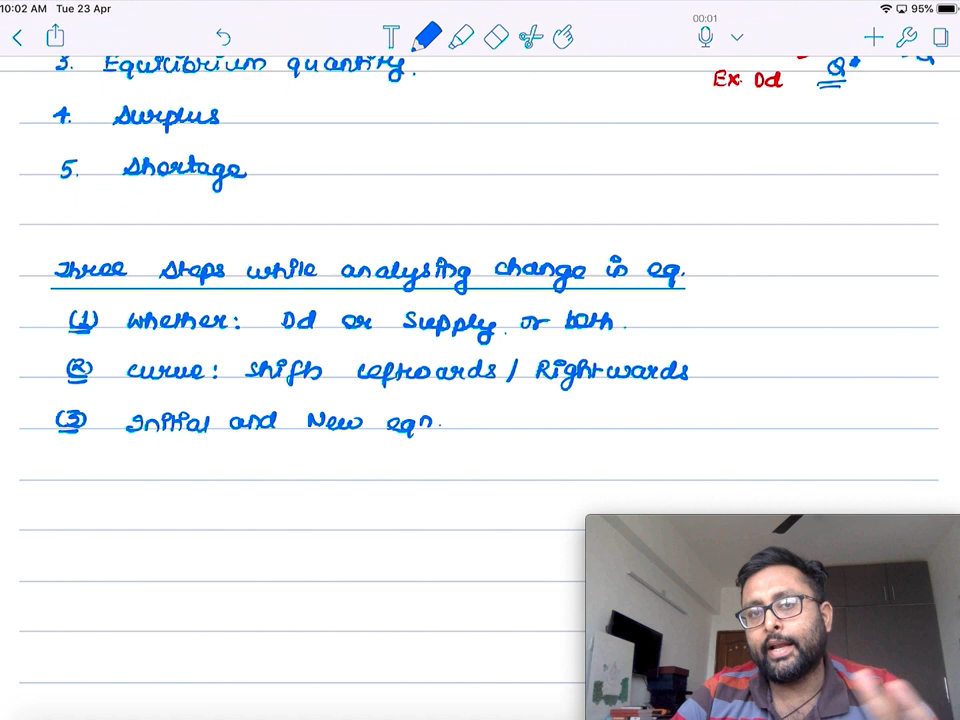 10:02 AM Tue 23 Apr
95%
00:01
T
3. Equilibrium quantity.
Ex. Dd Q*
4. Surplus
5. Shortage
Three Steps while analysing change in eq.
(1) Whether: Dd or Supply or both.
(2) curve: shifts leftwards / Rightwards
(3) Initial and New eqn.